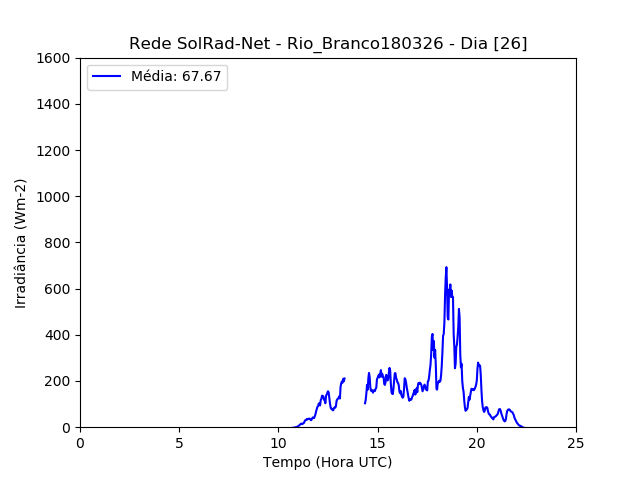 Rede SolRad-Net - Rio_Branco180326 - Dia [26]
Média: 67.67
1600
1400
1200
1000
800
600
400
200
0
Irradiância (Wm-2)
0 5 10 15 20 25
Tempo (Hora UTC)